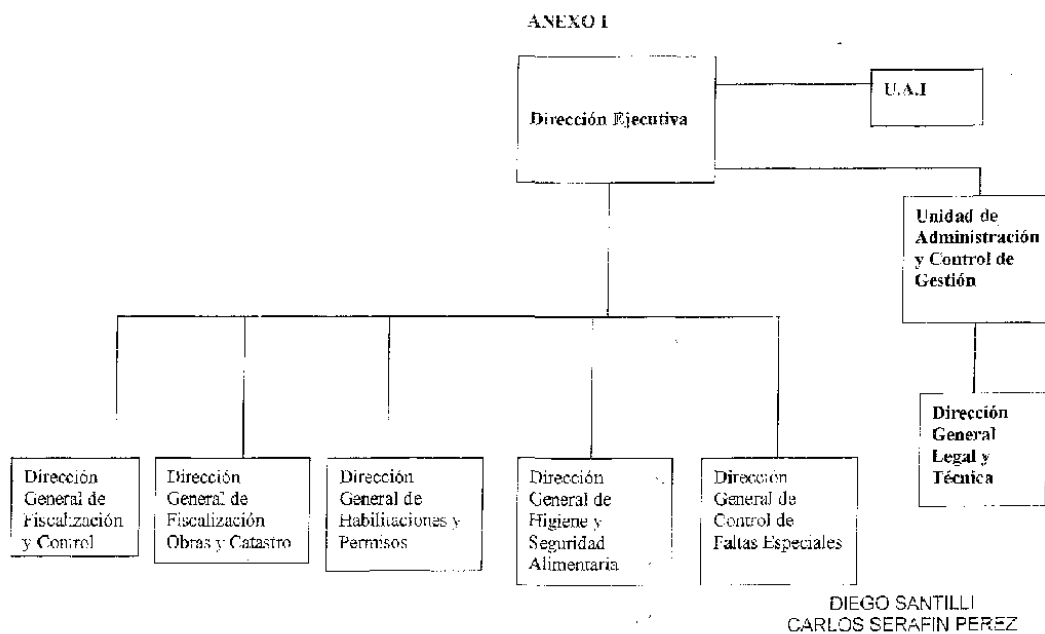 ANEXO I
Dirección Ejecutiva
U.A.I
Unidad de
Administración
y Control de
Gestión
Dirección
General
Legal y
Técnica
Dirección
General de
Fiscalización
y Control
Dirección
General de
Fiscalización
Obras y Catastro
Dirección
General de
Habilitaciones y
Permisos
Dirección
General de
Higiene y
Seguridad
Alimentaria
Dirección
General de
Control de
Faltas Especiales
DIEGO SANTILLI
CARLOS SERAFIN PEREZ